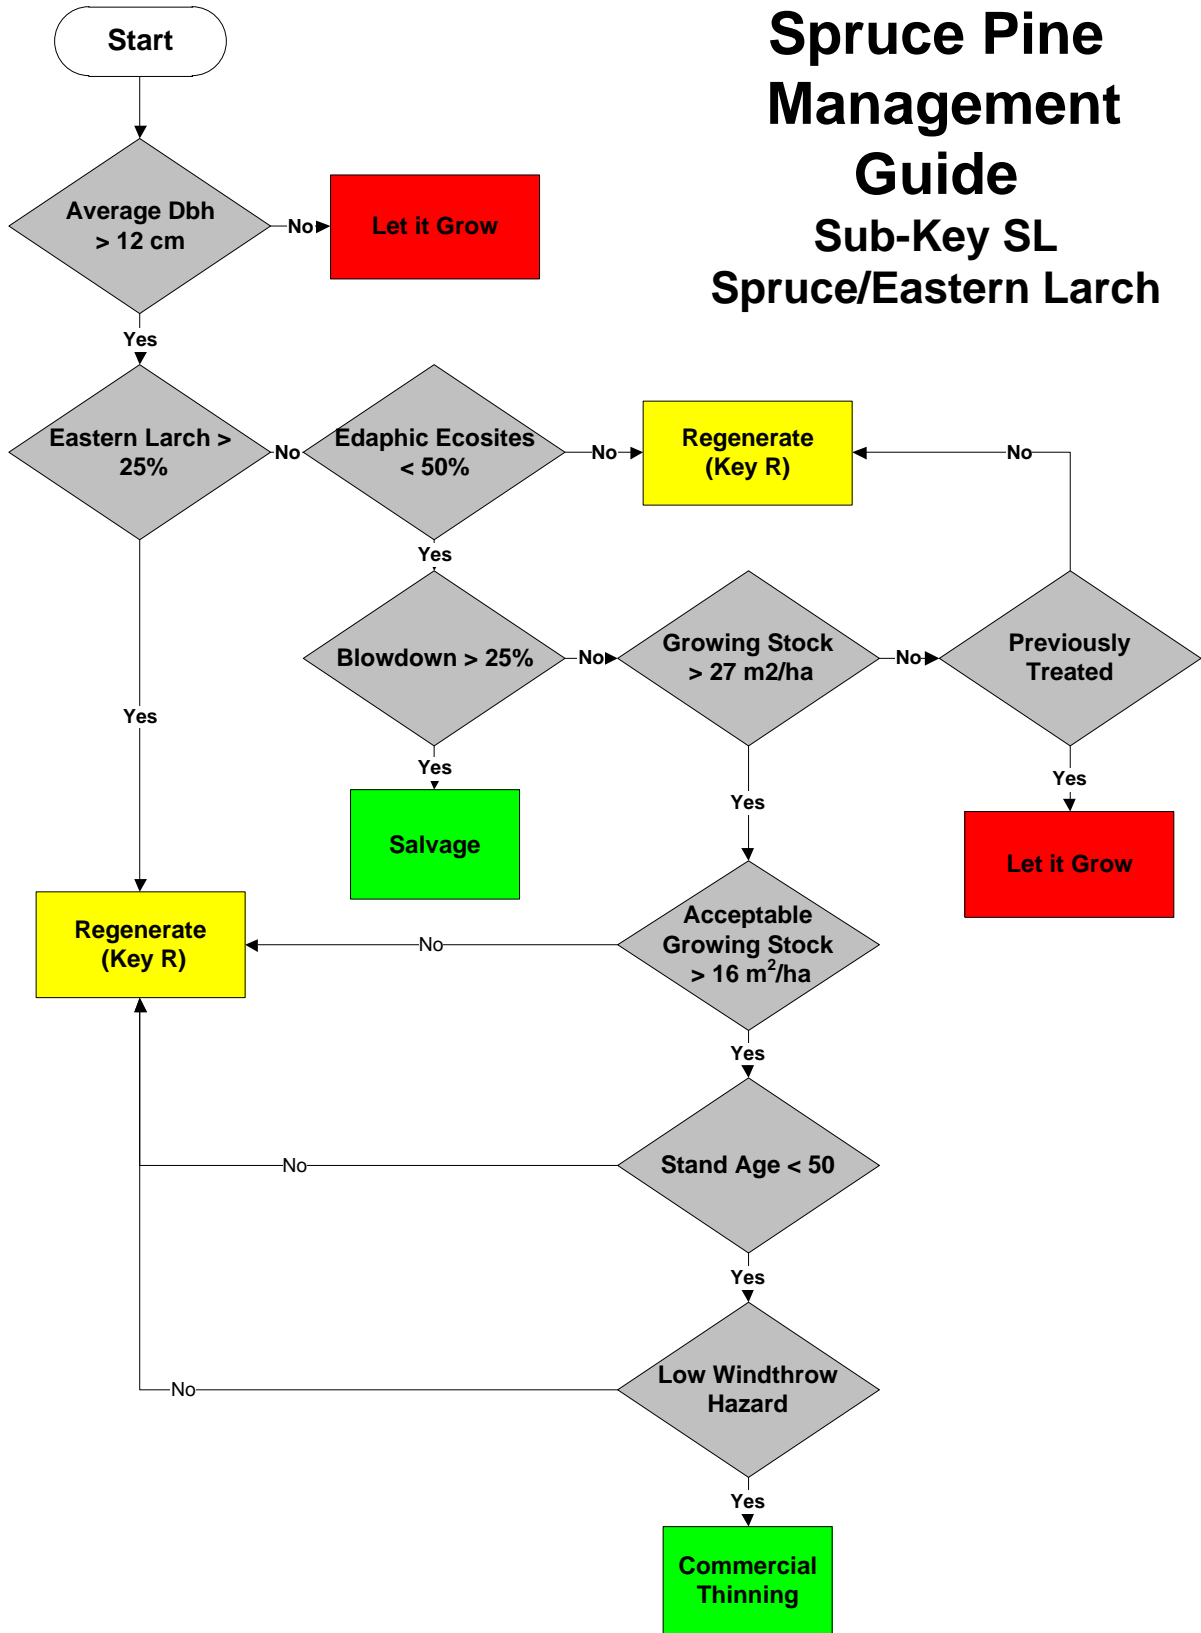 Start
Spruce Pine
Management
Guide
Sub-Key SL
Spruce/Eastern Larch
Average Dbh
> 12 cm
No
Let it Grow
Yes
Eastern Larch >
25%
No
Edaphic Ecosites
< 50%
No
Regenerate
(Key R)
No
Yes
Blowdown > 25%
No
Growing Stock
> 27 m2/ha
No
Previously
Treated
Yes
Yes
Yes
Yes
Salvage
Let it Grow
Acceptable
Growing Stock
> 16 m²/ha
No
Regenerate
(Key R)
Yes
Stand Age < 50
No
Yes
Low Windthrow
Hazard
No
Yes
Commercial
Thinning